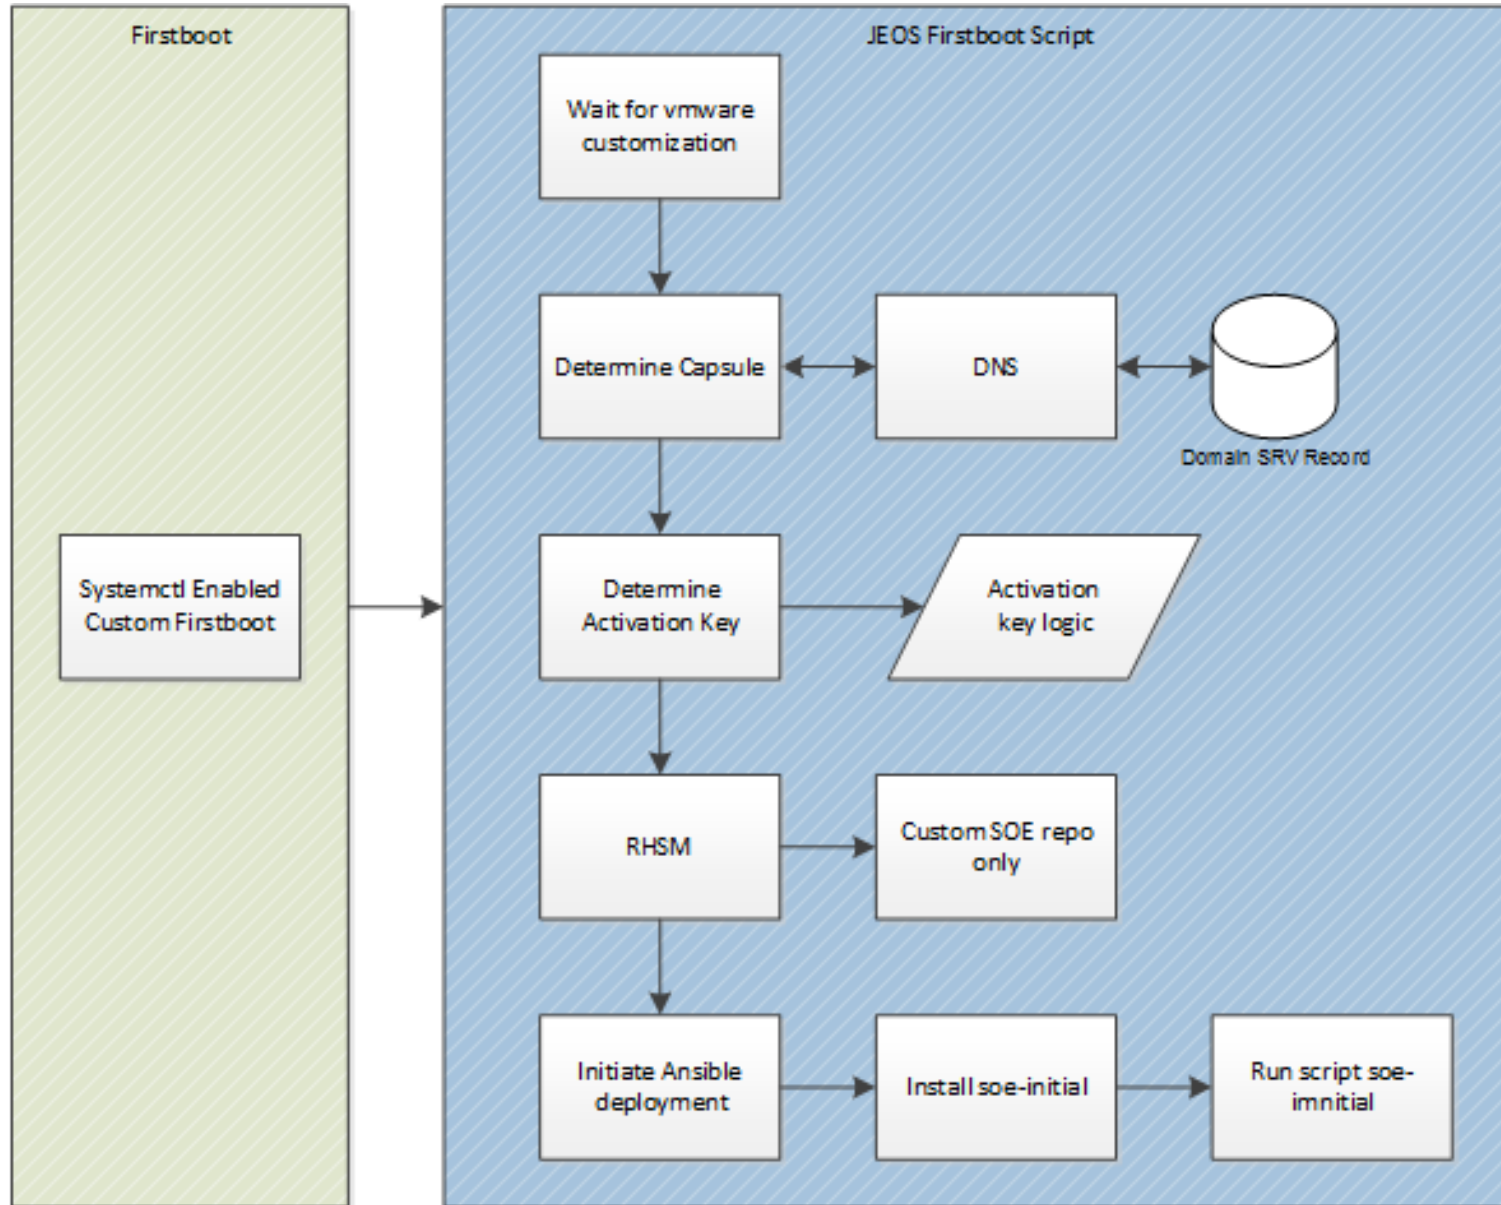 Firstboot
JEOS Firstboot Script
Wait for vmware
customization
Determine Capsule
DNS
Domain SRV Record
Systemctl Enabled
Custom Firstboot
Determine
Activation Key
Activation
key logic
RHSM
Custom SOE repo
only
Initiate Ansible
deployment
Install soe-initial
Run script soe-
imnitial